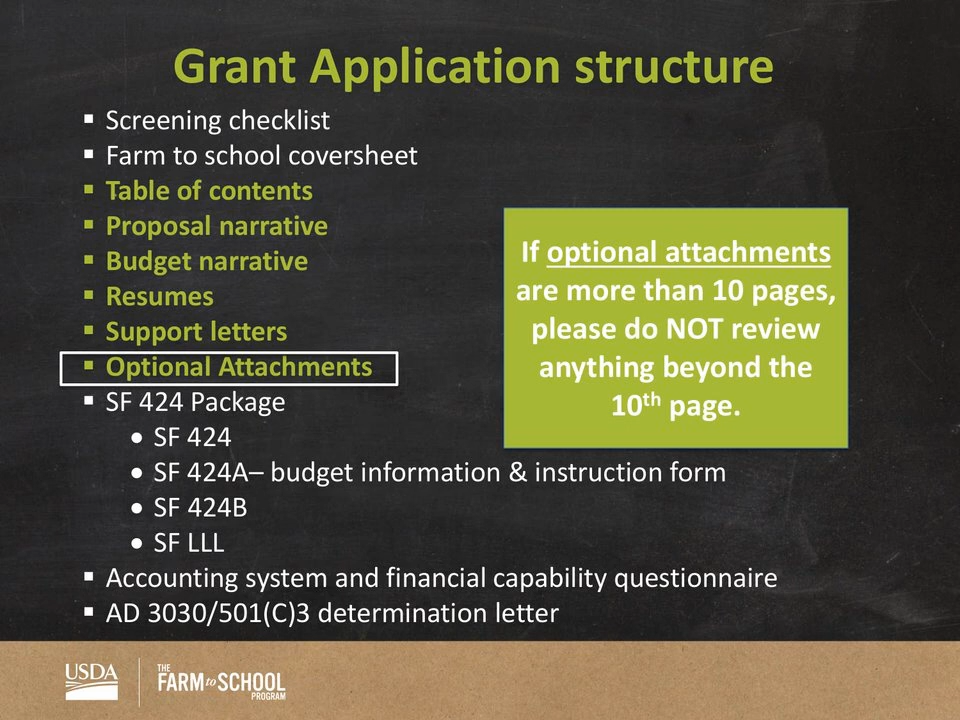 Grant Application structure
▪ Screening checklist
▪ Farm to school coversheet
▪ Table of contents
▪ Proposal narrative
▪ Budget narrative
▪ Resumes
▪ Support letters
▪ Optional Attachments
▪ SF 424 Package
• SF 424
• SF 424A– budget information & instruction form
• SF 424B
• SF LLL
▪ Accounting system and financial capability questionnaire
▪ AD 3030/501(C)3 determination letter
If optional attachments
are more than 10 pages,
please do NOT review
anything beyond the
10th page.
USDA
THE
FARM to SCHOOL
PROGRAM